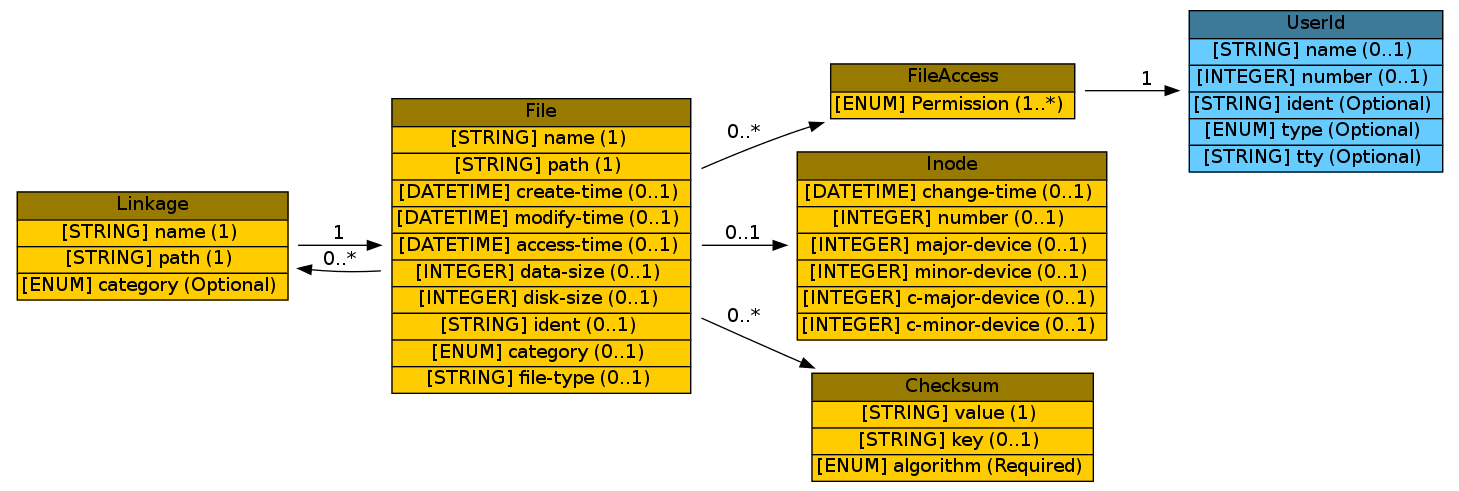 Linkage
[STRING] name (1)
[STRING] path (1)
[ENUM] category (Optional)
1
0..*
File
[STRING] name (1)
[STRING] path (1)
[DATETIME] create-time (0..1)
[DATETIME] modify-time (0..1)
[DATETIME] access-time (0..1)
[INTEGER] data-size (0..1)
[INTEGER] disk-size (0..1)
[STRING] ident (0..1)
[ENUM] category (0..1)
[STRING] file-type (0..1)
0..*
0..1
0..*
FileAccess
[ENUM] Permission (1..*)
1
Inode
[DATETIME] change-time (0..1)
[INTEGER] number (0..1)
[INTEGER] major-device (0..1)
[INTEGER] minor-device (0..1)
[INTEGER] c-major-device (0..1)
[INTEGER] c-minor-device (0..1)
Checksum
[STRING] value (1)
[STRING] key (0..1)
[ENUM] algorithm (Required)
UserId
[STRING] name (0..1)
[INTEGER] number (0..1)
[STRING] ident (Optional)
[ENUM] type (Optional)
[STRING] tty (Optional)